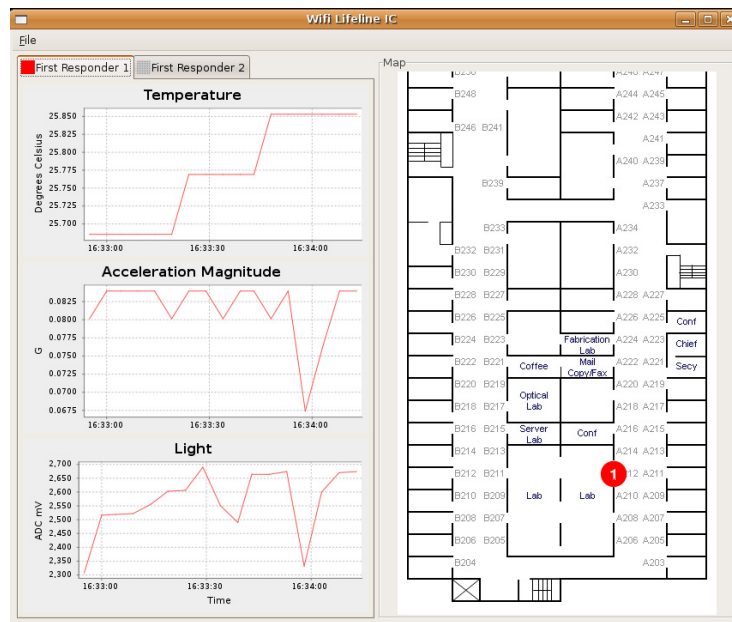 Wifi Lifeline IC
File
First Responder 1 First Responder 2
Temperature
Degrees Celsius
25.850
25.825
25.800
25.775
25.750
25.725
25.700
16:33:00 16:33:30 16:34:00
Acceleration Magnitude
G
0.0825
0.0800
0.0775
0.0750
0.0725
0.0700
0.0675
16:33:00 16:33:30 16:34:00
Light
ADC mV
2,700
2,650
2,600
2,550
2,500
2,450
2,400
2,350
2,300
16:33:00 16:33:30 16:34:00
Time
Map
B248 A244 A245
A242 A243
B246 B241
A241
A240 A239
B239 A237
A233
B233 A234
B232 B231 A232
B230 B229 A230
B228 B227 A228 A227
B226 B225 A226 A225 Conf
B224 B223 Fabrication Lab A224 A223 Chief
B222 B221 Coffee Mail Copy/Fax A222 A221 Secy
B220 B219 A220 A219
B218 B217 Optical Lab A218 A217
B216 B215 Server Lab Conf A216 A215
B214 B213 A214 A213
B212 B211 1 A211
B210 B209 Lab Lab A210 A209
B208 B207 A208 A207
B206 B205 A206 A205
B204 A203